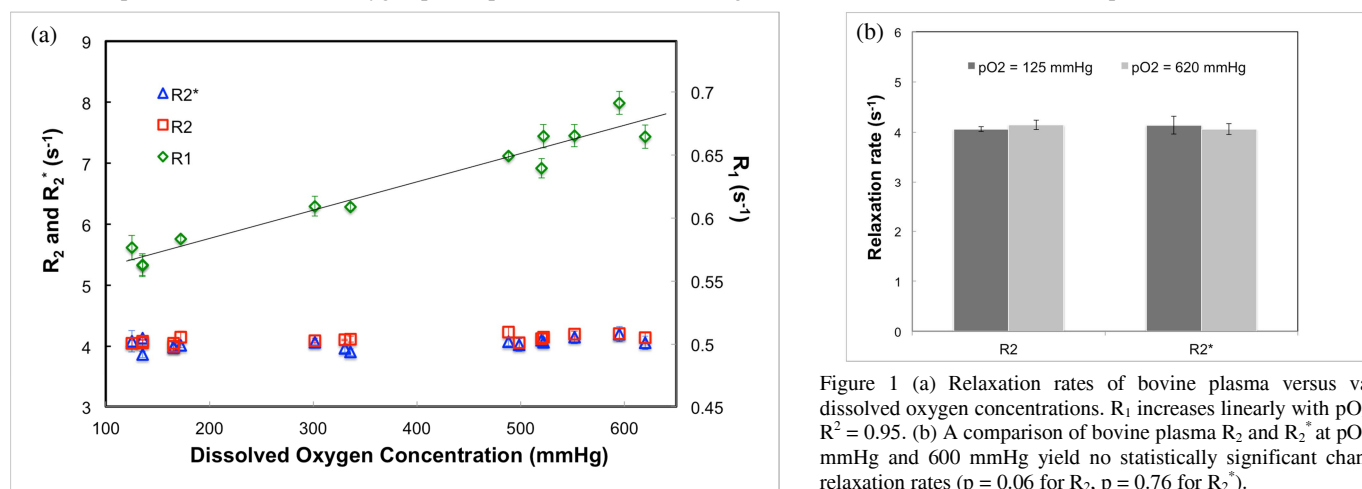 (a)
9
8
7
6
5
4
3
R2 and R2* (s-1)
R2*
R2
R1
0.7
0.65
0.6
0.55
0.5
0.45
R1 (s-1)
100 200 300 400 500 600
Dissolved Oxygen Concentration (mmHg)
(b)
6
5
4
3
2
1
0
Relaxation rate (s-1)
pO2 = 125 mmHg pO2 = 620 mmHg
R2 R2*
Figure 1 (a) Relaxation rates of bovine plasma versus
dissolved oxygen concentrations. R1 increases linearly with
R2 = 0.95. (b) A comparison of bovine plasma R2 and R2* at
mmHg and 600 mmHg yield no statistically significant
relaxation rates (p = 0.06 for R2, p = 0.76 for R2*).